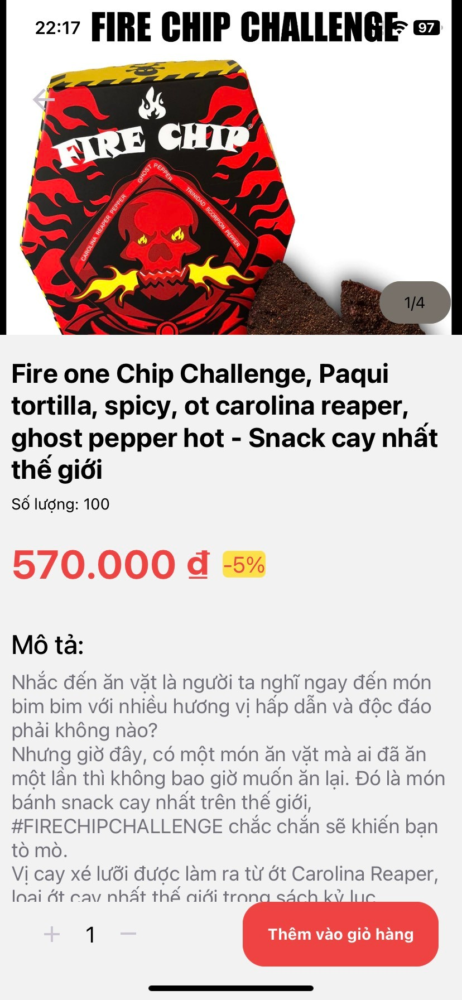 FIRE CHIP CHALLENGE
22:17
97
FIRE CHIP
®
GHOST PEPPER
CAROLINA REAPER PEPPER
TRINIDAD SCORPION PEPPER
1/4
Fire one Chip Challenge, Paqui
tortilla, spicy, ot carolina reaper,
ghost pepper hot - Snack cay nhất
thế giới
Số lượng: 100
570.000 ₫ -5%
Mô tả:
Nhắc đến ăn vặt là người ta nghĩ ngay đến món
bim bim với nhiều hương vị hấp dẫn và độc đáo
phải không nào?
Nhưng giờ đây, có một món ăn vặt mà ai đã ăn
một lần thì không bao giờ muốn ăn lại. Đó là món
bánh snack cay nhất trên thế giới,
#FIRECHIPCHALLENGE chắc chắn sẽ khiến bạn
tò mò.
Vị cay xé lưỡi được làm ra từ ớt Carolina Reaper,
loại ớt cay nhất thế giới trong sách kỷ lục
+ 1 −
Thêm vào giỏ hàng